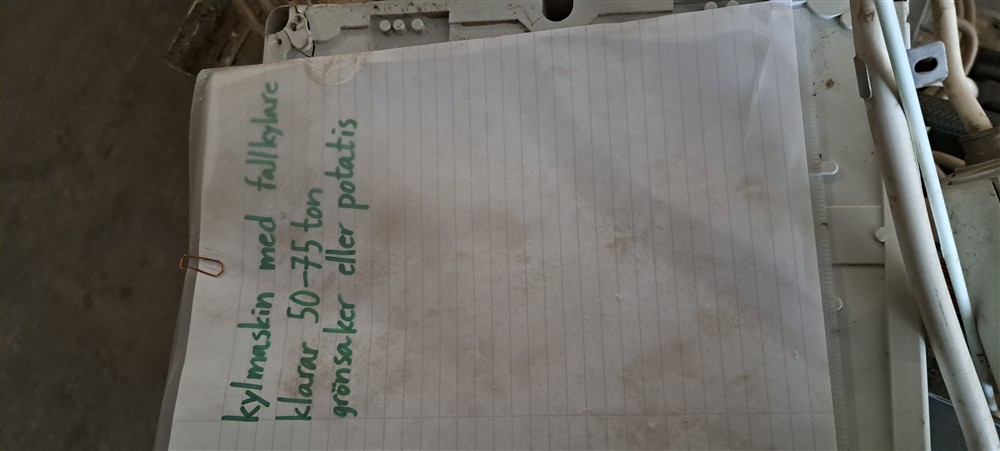 kylmaskin med fallkylare
klarar 50-75 ton
grönsaker eller potatis